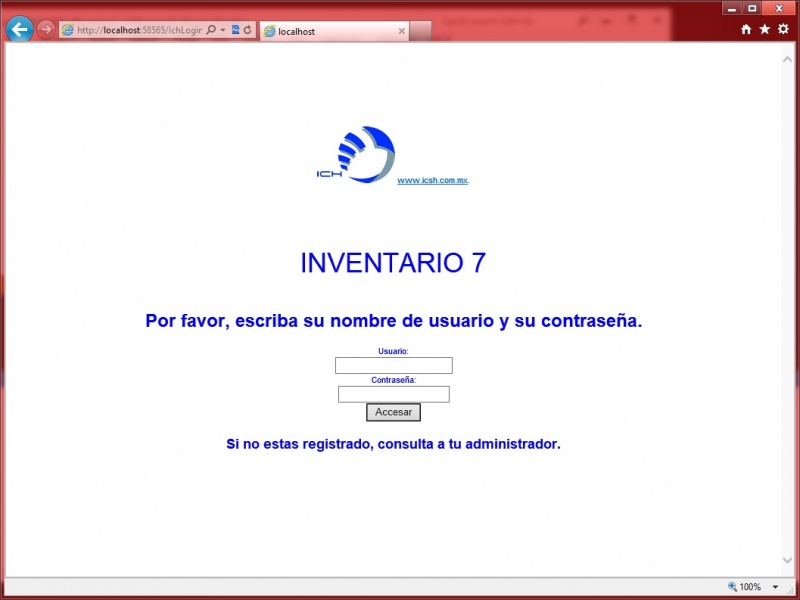 http://localhost:58565/IchLogin
localhost
ICH
www.icsh.com.mx.
INVENTARIO 7
Por favor, escriba su nombre de usuario y su contraseña.
Usuario:
Contraseña:
Accesar
Si no estas registrado, consulta a tu administrador.
100%